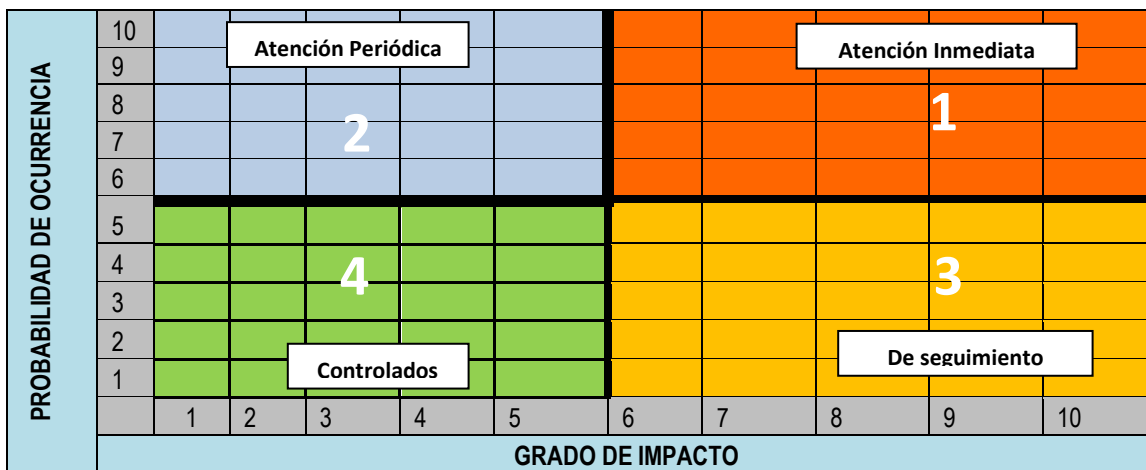 PROBABILIDAD DE OCURRENCIA
10
Atención Periódica
Atención Inmediata
9
8
2
1
7
6
5
4
4
3
3
2
Controlados
De seguimiento
1
1 2 3 4 5 6 7 8 9 10
GRADO DE IMPACTO